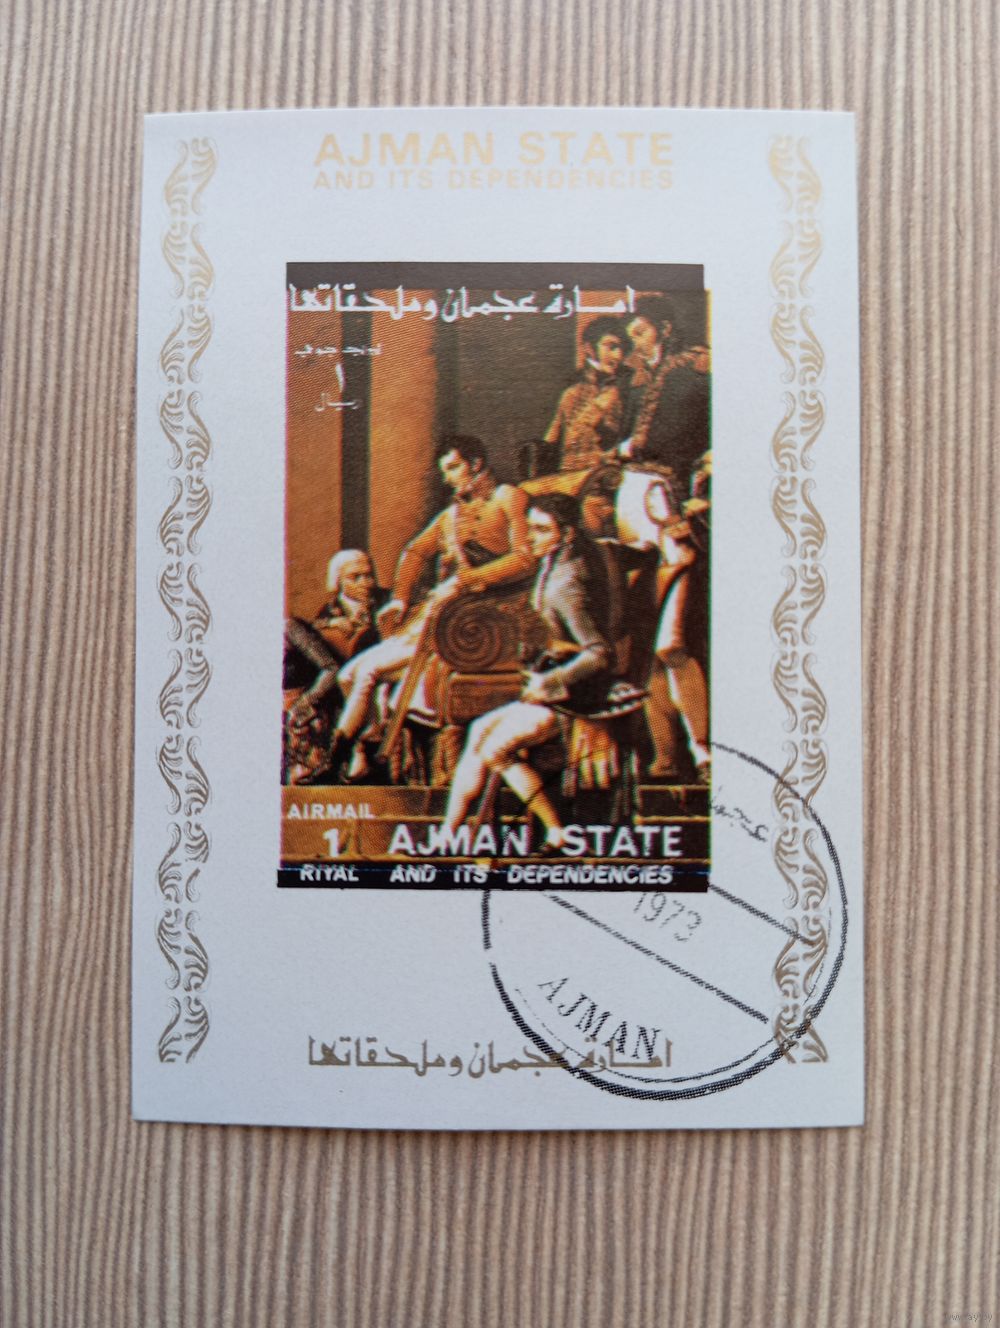 AJMAN STATE
AND ITS DEPENDENCIES
امارة عجمان وملحقاتها
١
ريال
AIRMAIL
1
RIYAL
AJMAN STATE
AND ITS DEPENDENCIES
1973
AJMAN
امارة عجمان وملحقاتها